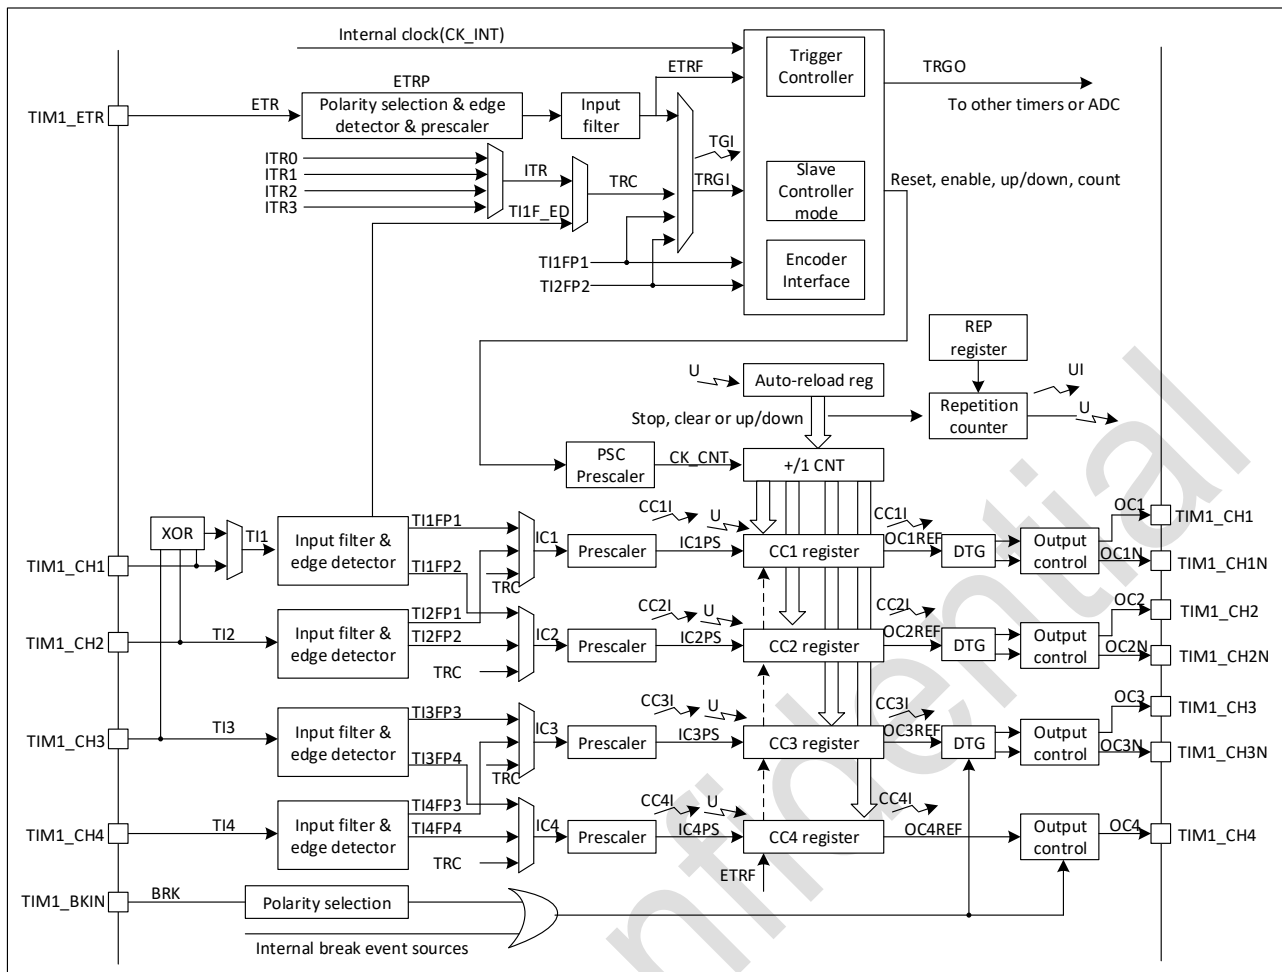 Internal clock(CK_INT)
Trigger
Controller
TRGO
To other timers or ADC
ETRF
ETRP
ETR
TIM1_ETR
Polarity selection & edge
detector & prescaler
Input
filter
TGI
ITR0
ITR1
ITR2
ITR3
ITR
TRC
TRGI
TI1F_ED
Slave
Controller
mode
Reset, enable, up/down, count
TI1FP1
TI2FP2
Encoder
Interface
REP
register
U
Auto-reload reg
UI
Repetition
counter
U
Stop, clear or up/down
PSC
Prescaler
CK_CNT
+/1 CNT
XOR
TI1
TIM1_CH1
Input filter &
edge detector
TI1FP1
TI1FP2
TRC
IC1
Prescaler
IC1PS
CC1I
U
CC1 register
CC1I
OC1REF
DTG
Output
control
OC1
OC1N
TIM1_CH1
TIM1_CH1N
TIM1_CH2
TI2
Input filter &
edge detector
TI2FP1
TI2FP2
TRC
IC2
Prescaler
IC2PS
CC2I
U
CC2 register
CC2I
OC2REF
DTG
Output
control
OC2
OC2N
TIM1_CH2
TIM1_CH2N
TIM1_CH3
TI3
Input filter &
edge detector
TI3FP3
TI3FP4
TRC
IC3
Prescaler
IC3PS
CC3I
U
CC3 register
CC3I
OC3REF
DTG
Output
control
OC3
OC3N
TIM1_CH3
TIM1_CH3N
TIM1_CH4
TI4
Input filter &
edge detector
TI4FP3
TI4FP4
TRC
IC4
Prescaler
IC4PS
CC4I
U
CC4 register
CC4I
OC4REF
Output
control
OC4
TIM1_CH4
ETRF
TIM1_BKIN
BRK
Polarity selection
Internal break event sources
nfidential